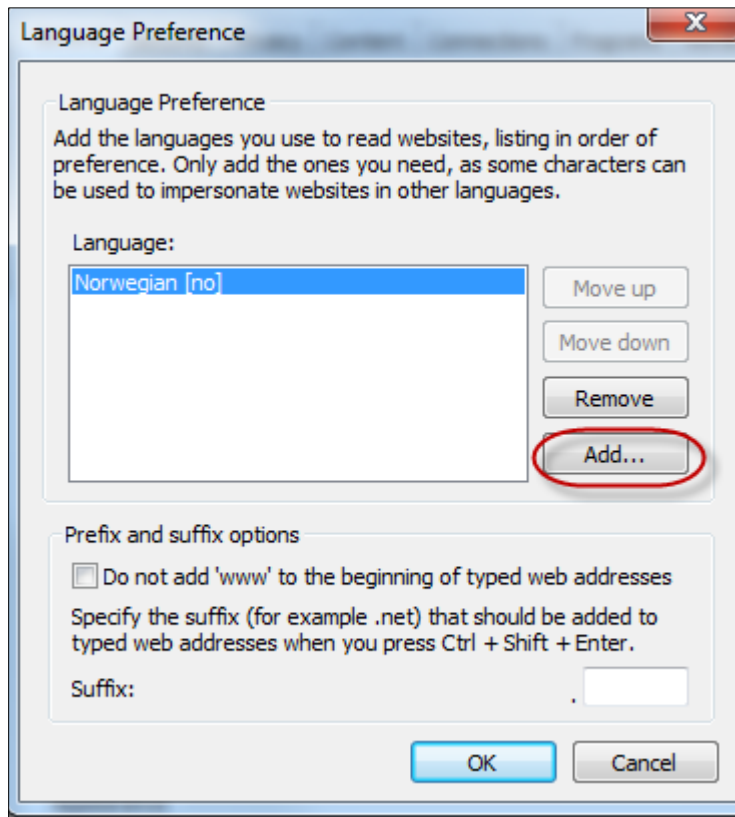 Language Preference
Language Preference
Add the languages you use to read websites, listing in order of
preference. Only add the ones you need, as some characters can
be used to impersonate websites in other languages.
Language:
Norwegian [no]
Move up
Move down
Remove
Add...
Prefix and suffix options
Do not add 'www' to the beginning of typed web addresses
Specify the suffix (for example .net) that should be added to
typed web addresses when you press Ctrl + Shift + Enter.
Suffix:
.
OK
Cancel